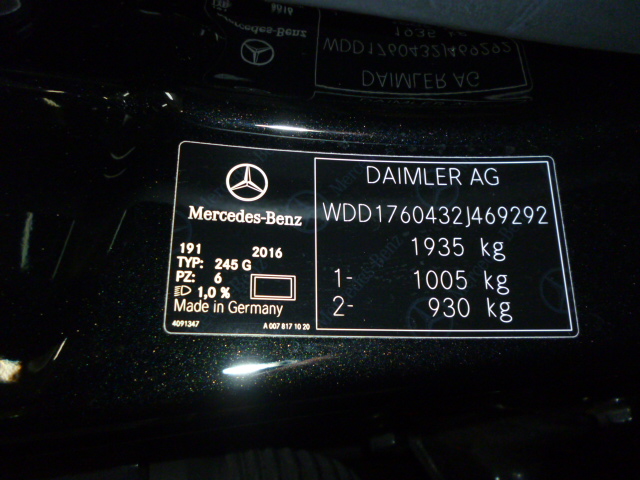 Mercedes-Benz
191 2016
TYP: 245 G
PZ: 6
1,0 %
Made in Germany
4091347 A 007 817 10 20
DAIMLER AG
WDD1760432J469292
1935 kg
1- 1005 kg
2- 930 kg